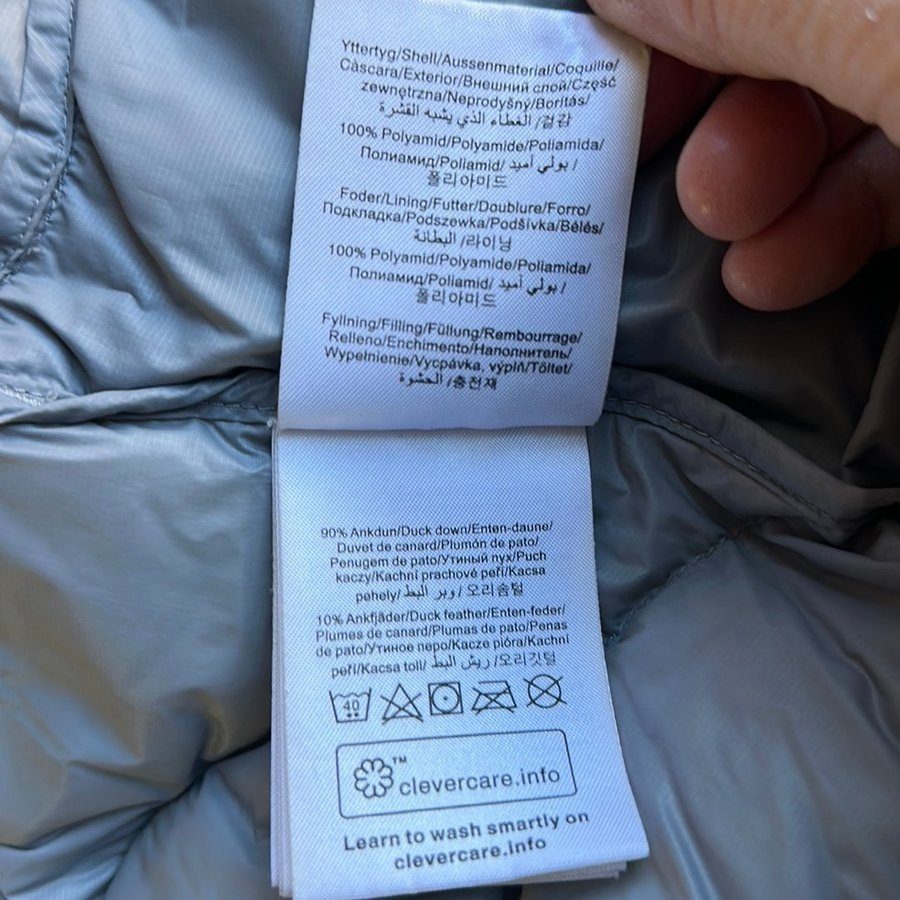 Yttertyg/Shell/Aussenmaterial/Coquille/
Càscara/Exterior/Внешний слой/Część
zewnętrzna/Neprodyšný/Borítás/
الغطاء الذي يشبه القشرة /겉감
100% Polyamid/Polyamide/Poliamida/
Полиамид/Poliamid/ بولي أميد /
폴리아미드
Foder/Lining/Futter/Doublure/Forro/
Подкладка/Podszewka/Podšívka/Bélés/
البطانة /라이닝
100% Polyamid/Polyamide/Poliamida/
Полиамид/Poliamid/ بولي أميد /
폴리아미드
Fyllning/Filling/Füllung/Rembourrage/
Relleno/Enchimento/Наполнитель/
Wypełnienie/Vycpávka, výplň/Töltet/
الحشوة /충전재
90% Ankdun/Duck down/Enten-daune/
Duvet de canard/Plumón de pato/
Penugem de pato/Утиный пух/Puch
kaczy/Kachní prachové peří/Kacsa
pehely/ وبر البط /오리솜털
10% Ankfjäder/Duck feather/Enten-feder/
Plumes de canard/Plumas de pato/Penas
de pato/Утиное перо/Kacze pióra/Kachní
peří/Kacsa toll/ ريش البط /오리깃털
40
™ clevercare.info
Learn to wash smartly on
clevercare.info